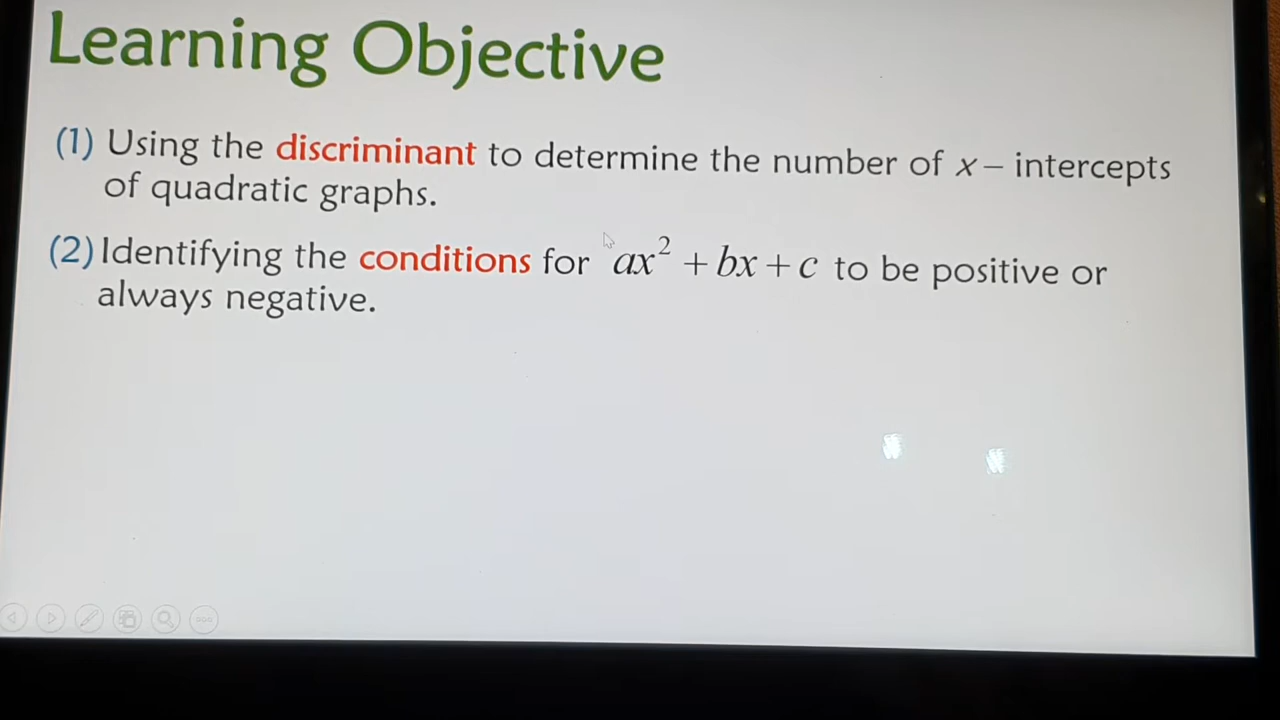 Learning Objective
(1) Using the discriminant to determine the number of x – intercepts
of quadratic graphs.
(2) Identifying the conditions for ax² + bx + c to be positive or
always negative.